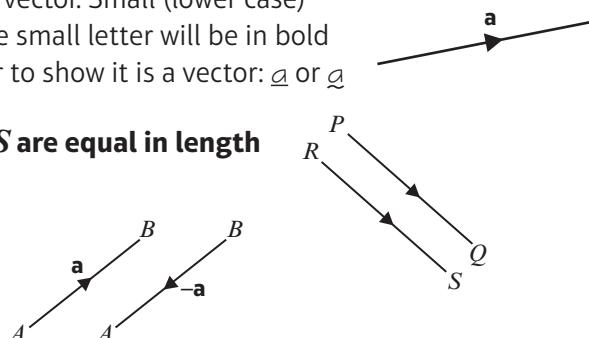 vector. Small (lower case)
e small letter will be in bold
r to show it is a vector: a or a
a
S are equal in length
P
R
Q
S
B
B
a
–a
A
A